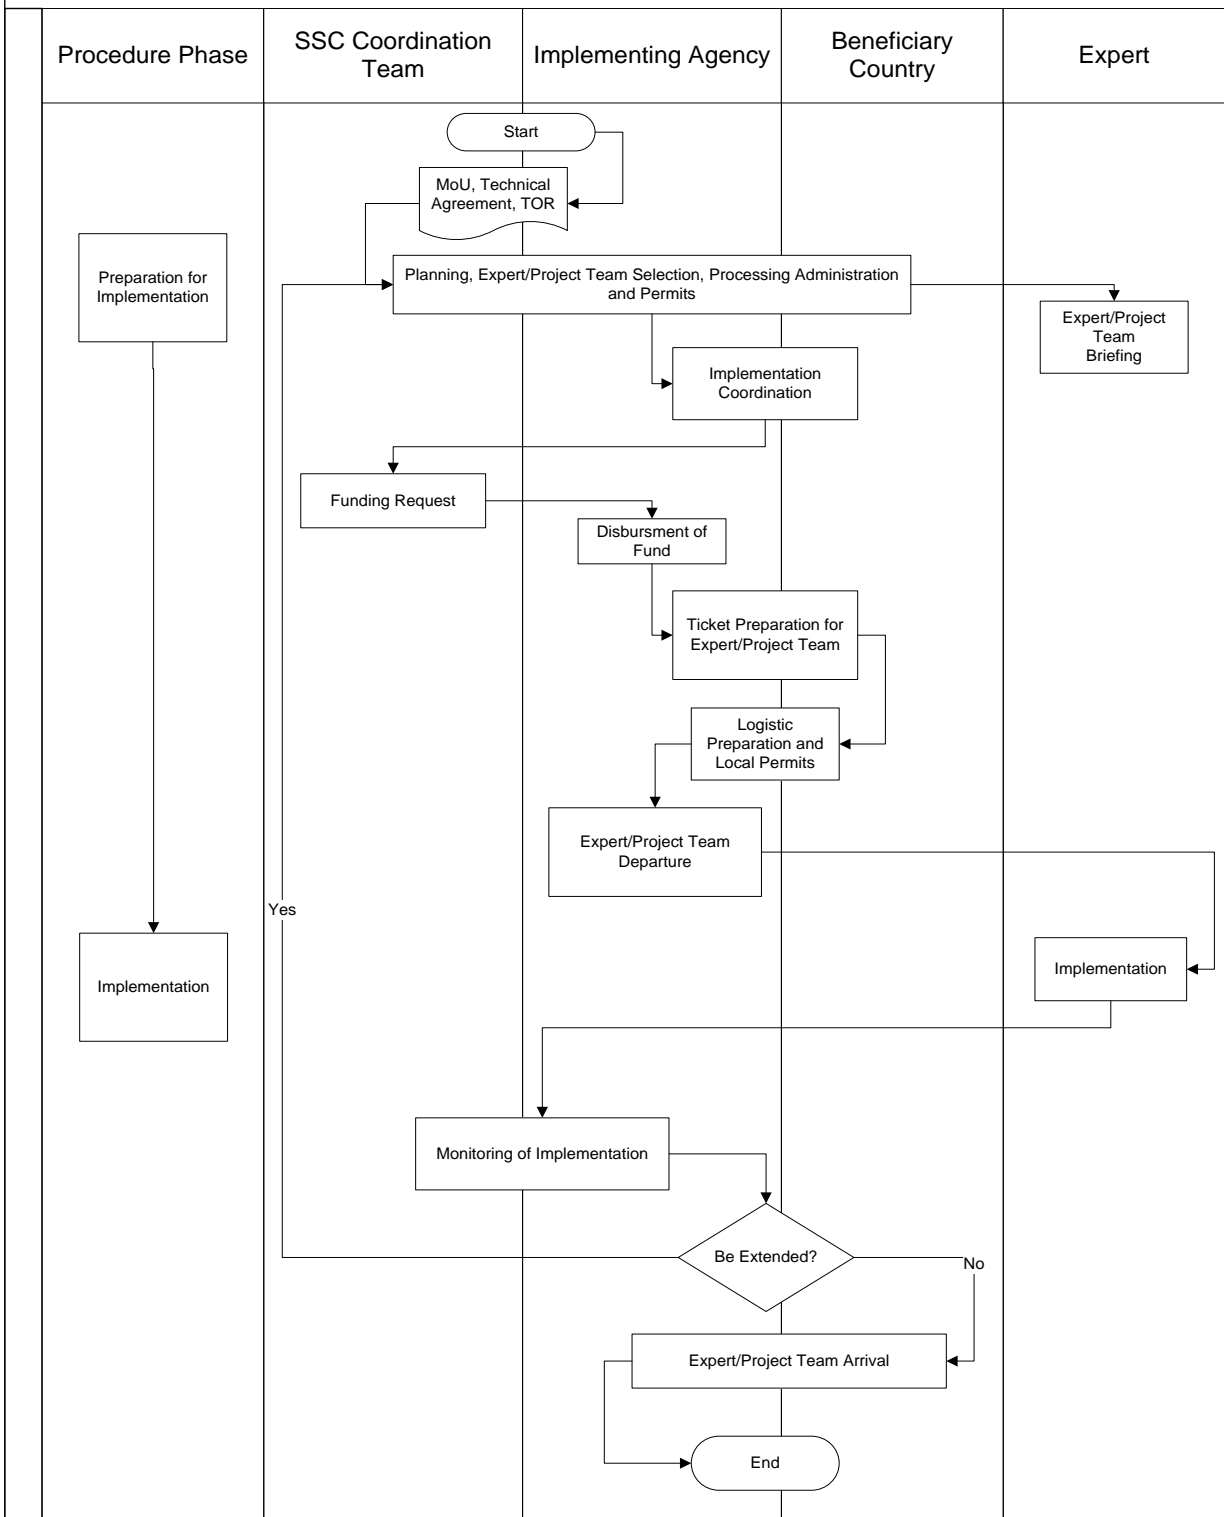 Procedure Phase
SSC Coordination
Team
Implementing Agency
Beneficiary
Country
Expert
Start
MoU, Technical
Agreement, TOR
Preparation for
Implementation
Planning, Expert/Project Team Selection, Processing Administration
and Permits
Expert/Project
Team
Briefing
Implementation
Coordination
Funding Request
Disbursment of
Fund
Ticket Preparation for
Expert/Project Team
Logistic
Preparation and
Local Permits
Expert/Project Team
Departure
Yes
Implementation
Implementation
Monitoring of Implementation
Be Extended?
No
Expert/Project Team Arrival
End